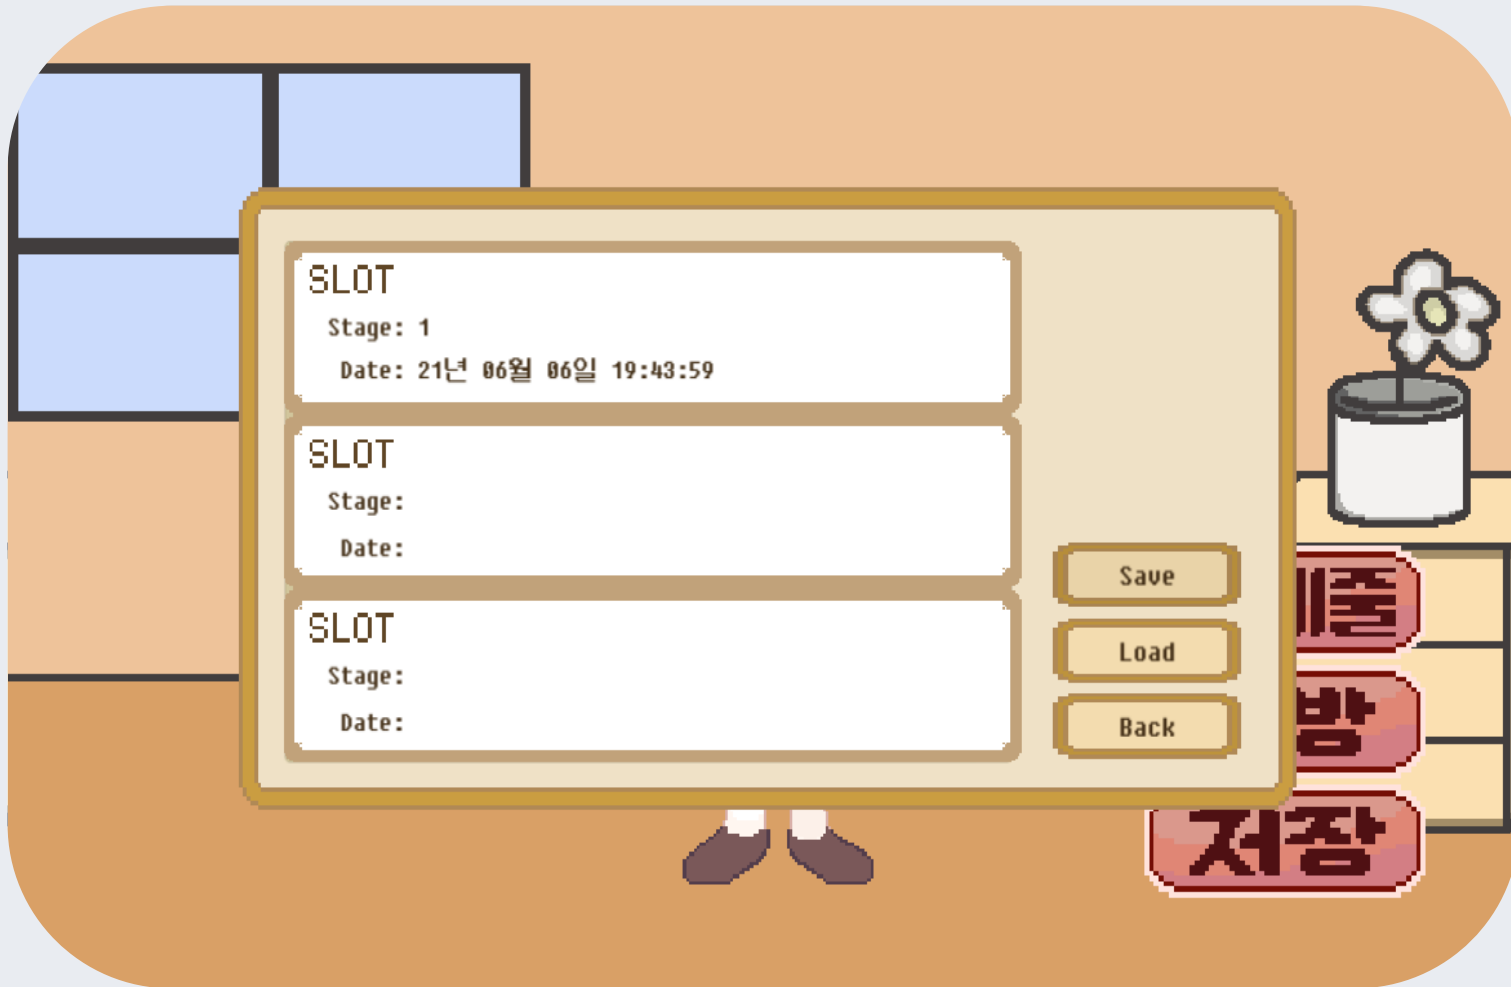 SLOT
Stage: 1
Date: 21년 06월 06일 19:43:59
SLOT
Stage:
Date:
SLOT
Stage:
Date:
Save
Load
Back
저장